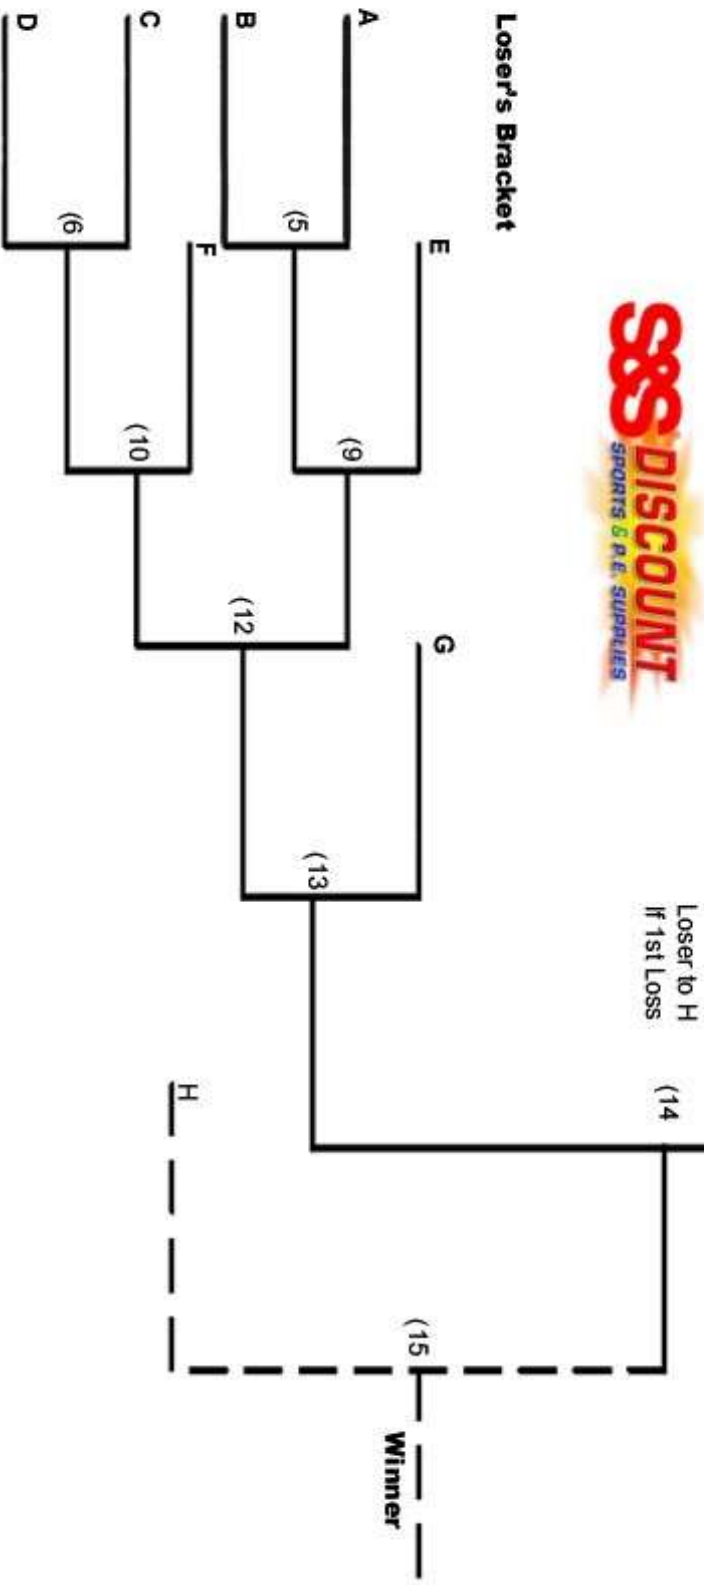 S&S DISCOUNT
SPORTS & P.E. SUPPLIES
Loser to H
If 1st Loss
(14
Loser's Bracket
E
G
A
(9
(5
(13
B
(12
(15
Winner
F
H
(10
C
(6
D